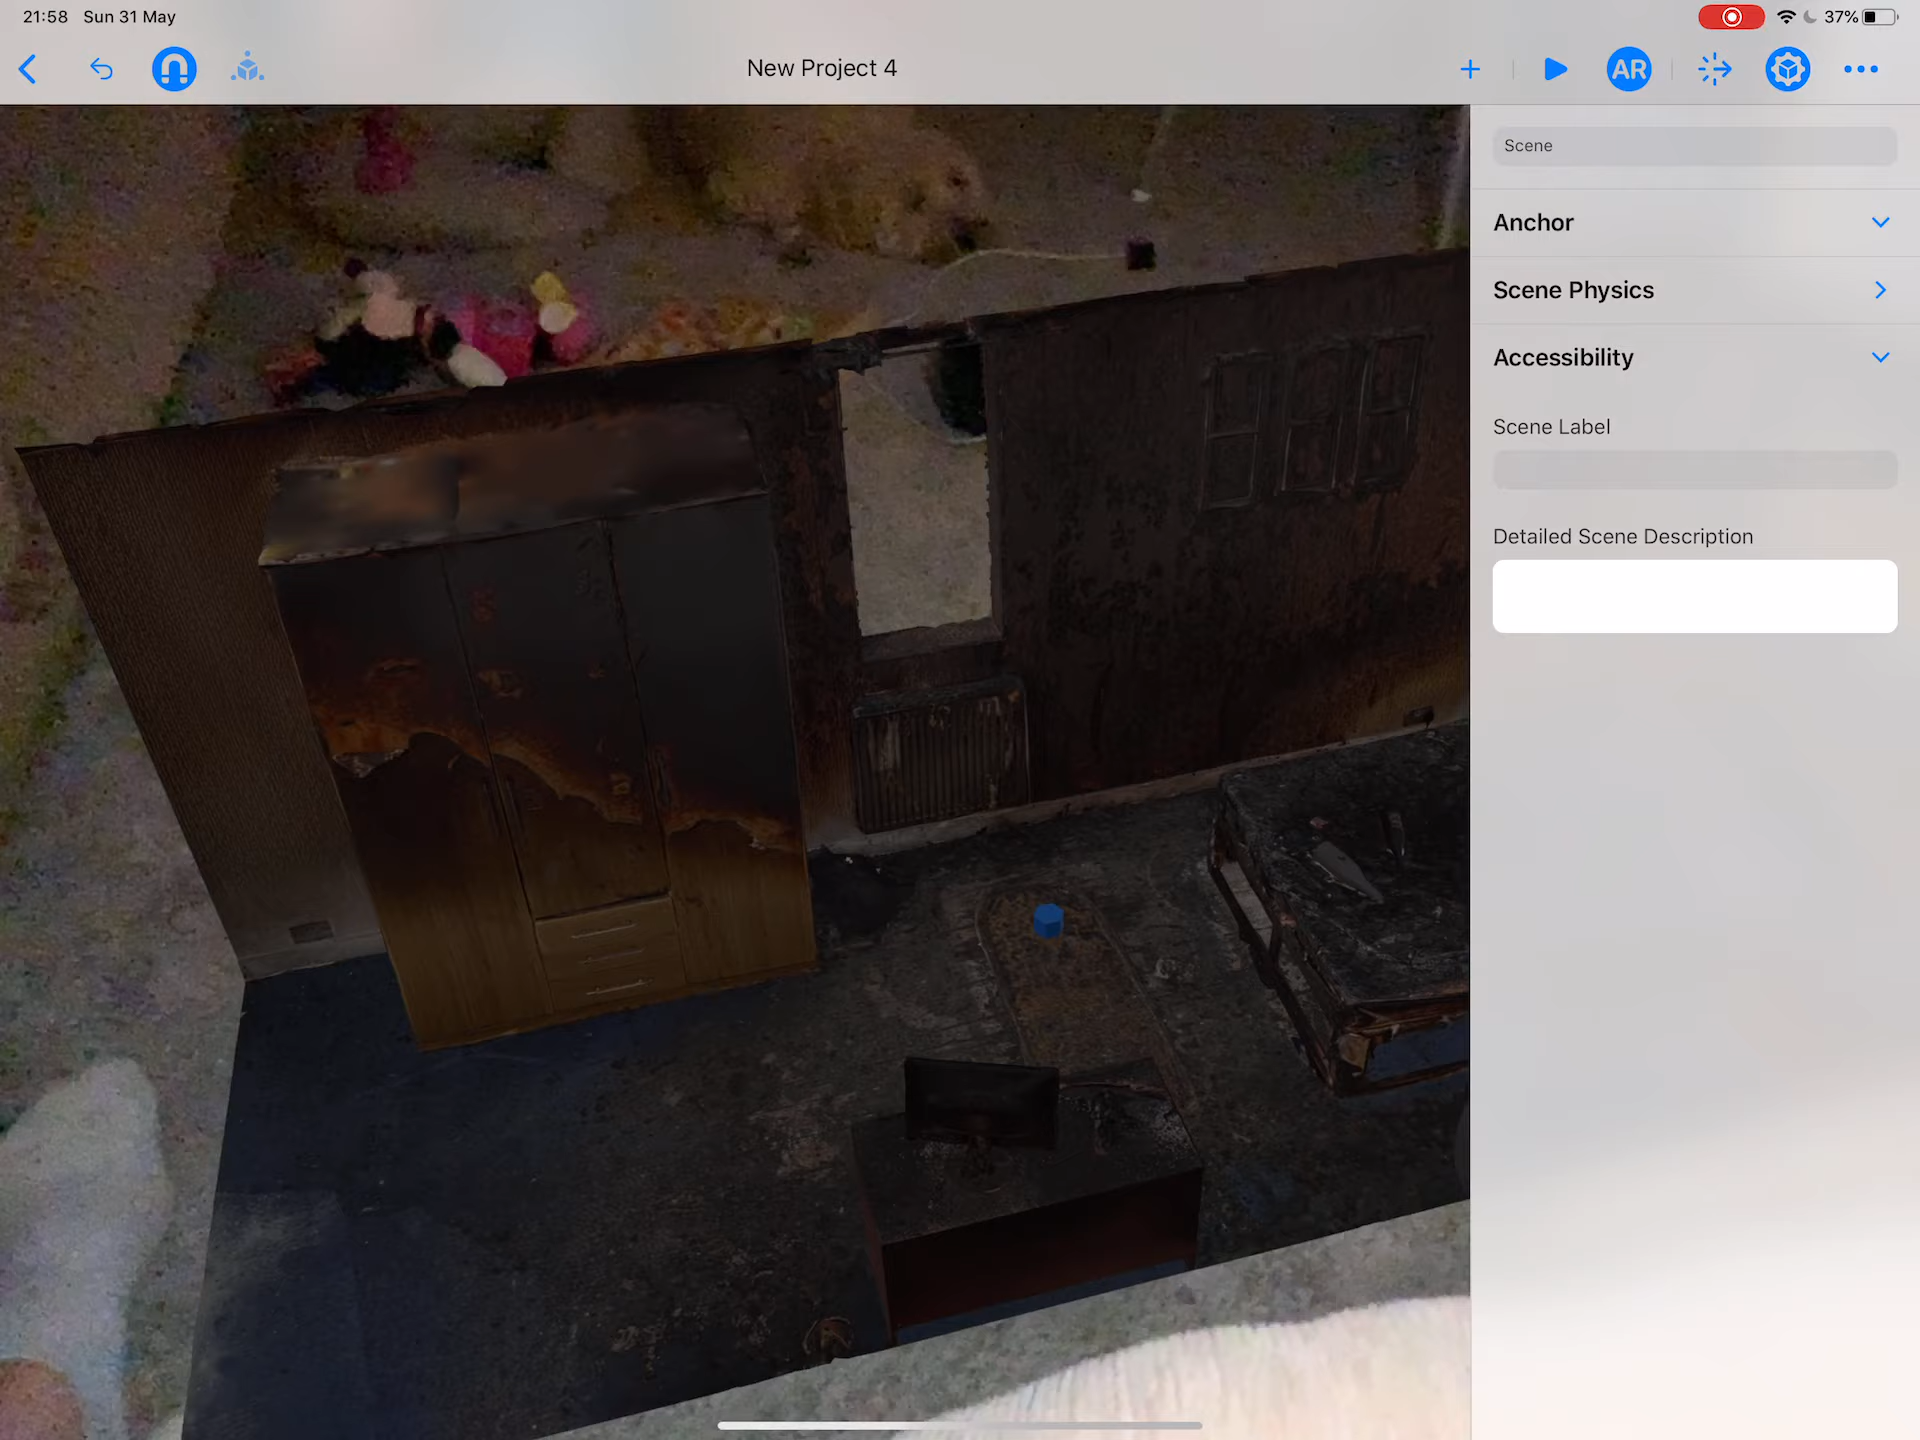 21:58 Sun 31 May
37%
New Project 4
AR
Scene
Anchor
Scene Physics
Accessibility
Scene Label
Detailed Scene Description